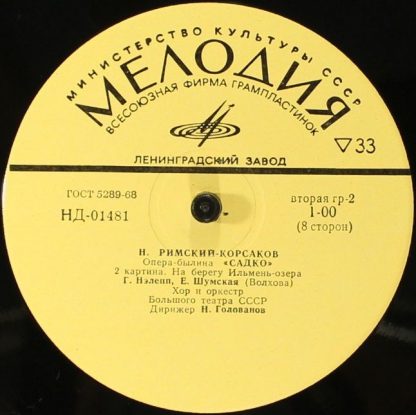 МИНИСТЕРСТВО КУЛЬТУРЫ СССР
МЕЛОДИЯ
ВСЕСОЮЗНАЯ ФИРМА ГРАМПЛАСТИНОК
▽33
ЛЕНИНГРАДСКИЙ ЗАВОД
ГОСТ 5289-68
НД-01481
вторая гр-2
1-00
(8 сторон)
Н. РИМСКИЙ-КОРСАКОВ
Опера-былина «САДКО»
2 картина. На берегу Ильмень-озера
Г. Нэлепп, Е. Шумская (Волхова)
Хор и оркестр
Большого театра СССР
Дирижер Н. Голованов